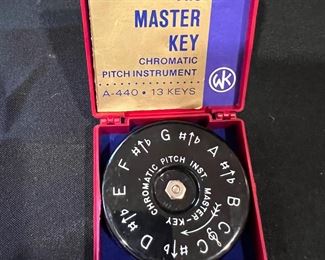 MASTER
KEY
CHROMATIC
PITCH INSTRUMENT
A-440 • 13 KEYS
WK
F ♯♭ G ♯♭ A ♯♭ B C C ♯♭ D ♯♭ E
CHROMATIC PITCH INST. MASTER-KEY